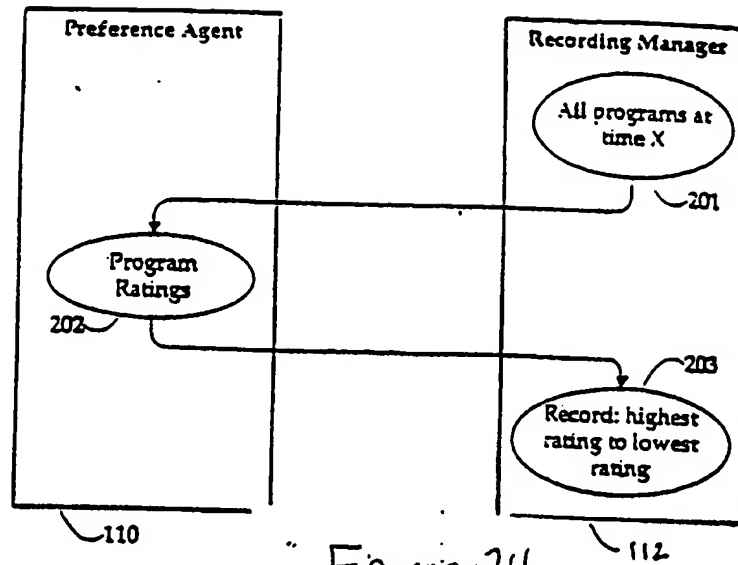 Preference Agent
Recording Manager
All programs at
time X
201
Program
Ratings
202
203
Record: highest
rating to lowest
rating
110
112